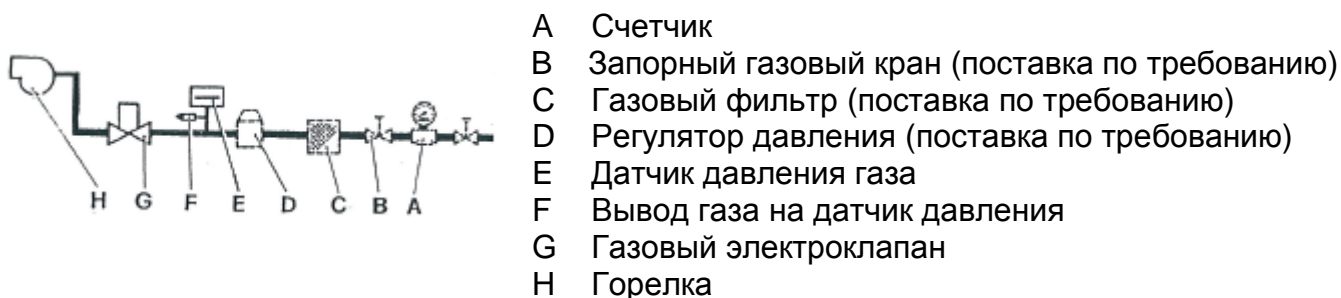 A Счетчик
B Запорный газовый кран (поставка по требованию)
C Газовый фильтр (поставка по требованию)
D Регулятор давления (поставка по требованию)
E Датчик давления газа
F Вывод газа на датчик давления
G Газовый электроклапан
H Горелка
H G F E D C B A